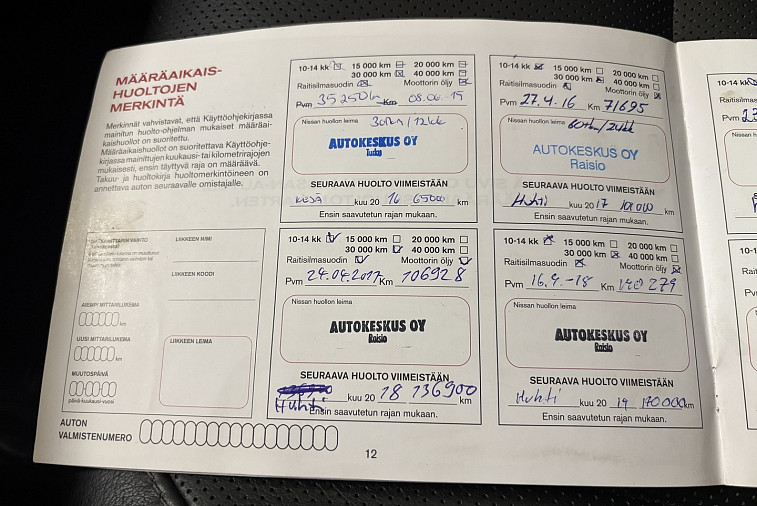 MÄÄRÄAIKAIS-
HUOLTOJEN
MERKINTÄ
Merkinnät vahvistavat, että Käyttöohjekirjassa
mainitun huolto-ohjelman mukaiset määräai-
kaishuollot on suoritettu.
Määräaikaishuollot on suoritettava Käyttöohje-
kirjassa mainittujen kuukausi- tai kilometrirajojen
mukaisesti, ensin täyttyvä raja on määräävä.
Takuu- ja huoltokirja huoltomerkintöineen on
annettava auton seuraavalle omistajalle.
10-14 kk 15 000 km 20 000 km
30 000 km 40 000 km
Raitisilmasuodin Moottorin öljy
Pvm 35250km Km 08.06.15
Nissan huollon leima 30tkm/12kk
AUTOKESKUS OY
Turku
SEURAAVA HUOLTO VIIMEISTÄÄN
KESÄ kuu 20 16 65000 km
Ensin saavutetun rajan mukaan.
10-14 kk 15 000 km 20 000 km
30 000 km 40 000 km
Raitisilmasuodin Moottorin öljy
Pvm 27.4.16 Km 71695
Nissan huollon leima 60tkm/24kk
AUTOKESKUS OY
Raisio
SEURAAVA HUOLTO VIIMEISTÄÄN
Huhti kuu 20 17 101000 km
Ensin saavutetun rajan mukaan.
LIIKKEEN NIMI
LIIKKEEN KOODI
AIEMPI MITTARILUKEMA
km
UUSI MITTARILUKEMA
km
MUUTOSPÄIVÄ
päivä-kuukausi-vuosi
LIIKKEEN LEIMA
10-14 kk 15 000 km 20 000 km
30 000 km 40 000 km
Raitisilmasuodin Moottorin öljy
Pvm 24.04.2017 Km 106928
Nissan huollon leima
AUTOKESKUS OY
Raisio
SEURAAVA HUOLTO VIIMEISTÄÄN
Huhti kuu 20 18 136900 km
Ensin saavutetun rajan mukaan.
10-14 kk 15 000 km 20 000 km
30 000 km 40 000 km
Raitisilmasuodin Moottorin öljy
Pvm 16.4.-18 Km 140279
Nissan huollon leima
AUTOKESKUS OY
Raisio
SEURAAVA HUOLTO VIIMEISTÄÄN
Huhti kuu 20 19 170000 km
Ensin saavutetun rajan mukaan.
AUTON
VALMISTENUMERO
12